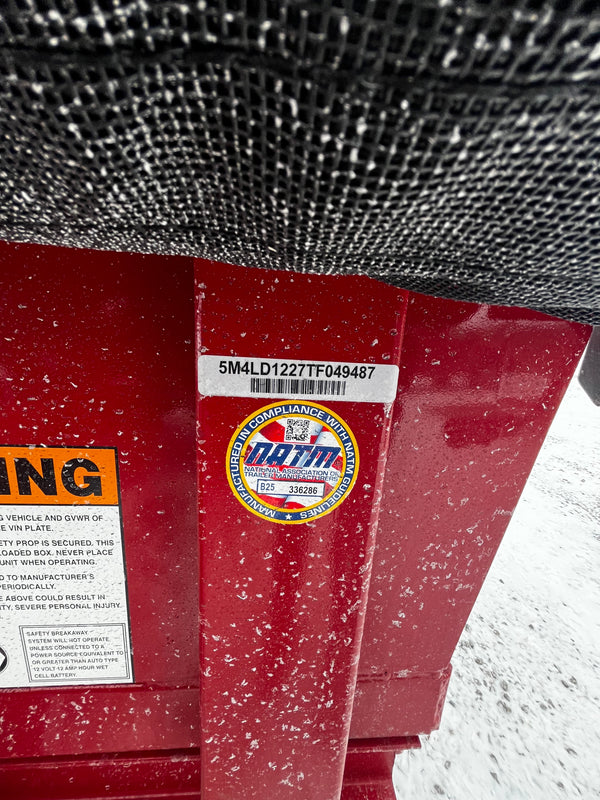 5M4LD1227TF049487
MANUFACTURED IN COMPLIANCE WITH NATM GUIDELINES
NATM
NATIONAL ASSOCIATION OF
TRAILER MANUFACTURERS
B25 336286
NING
VEHICLE AND GVWR OF
VIN PLATE.
ETY PROP IS SECURED. THIS
LOADED BOX. NEVER PLACE
UNIT WHEN OPERATING.
D TO MANUFACTURER'S
PERIODICALLY.
E ABOVE COULD RESULT IN
TY, SEVERE PERSONAL INJURY.
SAFETY BREAKAWAY
SYSTEM WILL NOT OPERATE
UNLESS CONNECTED TO A
POWER SOURCE EQUIVALENT TO
OR GREATER THAN AUTO TYPE
12 VOLT 12 AMP HOUR WET
CELL BATTERY.